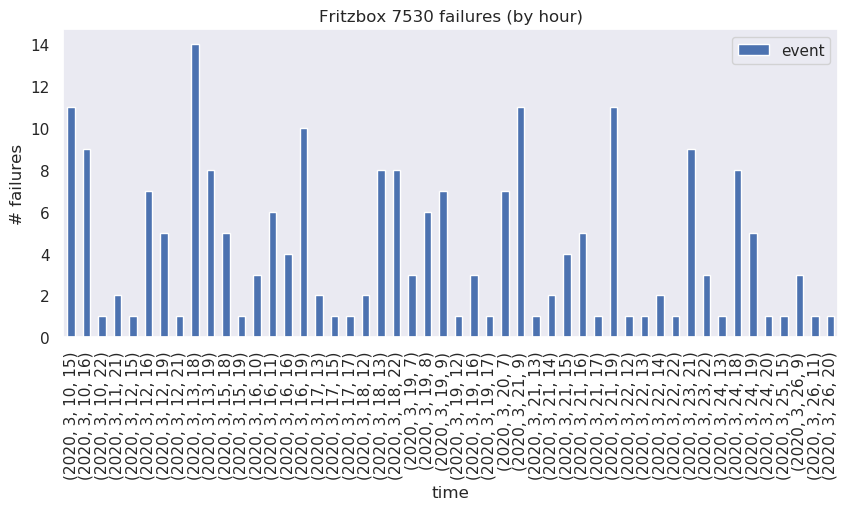 Fritzbox 7530 failures (by hour)
event
# failures
14
12
10
8
6
4
2
0
(2020, 3, 10, 15)
(2020, 3, 10, 16)
(2020, 3, 10, 22)
(2020, 3, 11, 21)
(2020, 3, 12, 15)
(2020, 3, 12, 16)
(2020, 3, 12, 19)
(2020, 3, 12, 21)
(2020, 3, 13, 18)
(2020, 3, 13, 19)
(2020, 3, 15, 18)
(2020, 3, 15, 19)
(2020, 3, 16, 10)
(2020, 3, 16, 11)
(2020, 3, 16, 16)
(2020, 3, 16, 19)
(2020, 3, 17, 13)
(2020, 3, 17, 15)
(2020, 3, 17, 17)
(2020, 3, 18, 12)
(2020, 3, 18, 13)
(2020, 3, 18, 22)
(2020, 3, 19, 7)
(2020, 3, 19, 8)
(2020, 3, 19, 9)
(2020, 3, 19, 12)
(2020, 3, 19, 16)
(2020, 3, 19, 17)
(2020, 3, 20, 7)
(2020, 3, 21, 9)
(2020, 3, 21, 13)
(2020, 3, 21, 14)
(2020, 3, 21, 15)
(2020, 3, 21, 16)
(2020, 3, 21, 17)
(2020, 3, 21, 19)
(2020, 3, 22, 12)
(2020, 3, 22, 13)
(2020, 3, 22, 14)
(2020, 3, 22, 22)
(2020, 3, 23, 21)
(2020, 3, 23, 22)
(2020, 3, 24, 13)
(2020, 3, 24, 18)
(2020, 3, 24, 19)
(2020, 3, 24, 20)
(2020, 3, 25, 15)
(2020, 3, 26, 9)
(2020, 3, 26, 11)
(2020, 3, 26, 20)
time